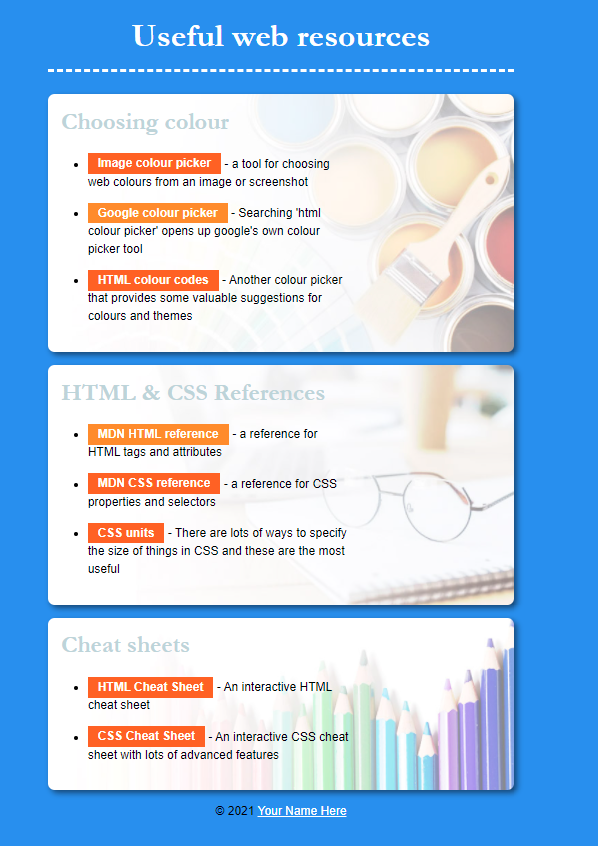 Useful web resources
Choosing colour
Image colour picker - a tool for choosing
web colours from an image or screenshot
Google colour picker - Searching 'html
colour picker' opens up google's own colour
picker tool
HTML colour codes - Another colour picker
that provides some valuable suggestions for
colours and themes
HTML & CSS References
MDN HTML reference - a reference for
HTML tags and attributes
MDN CSS reference - a reference for CSS
properties and selectors
CSS units - There are lots of ways to specify
the size of things in CSS and these are the most
useful
Cheat sheets
HTML Cheat Sheet - An interactive HTML
cheat sheet
CSS Cheat Sheet - An interactive CSS cheat
sheet with lots of advanced features
© 2021 Your Name Here